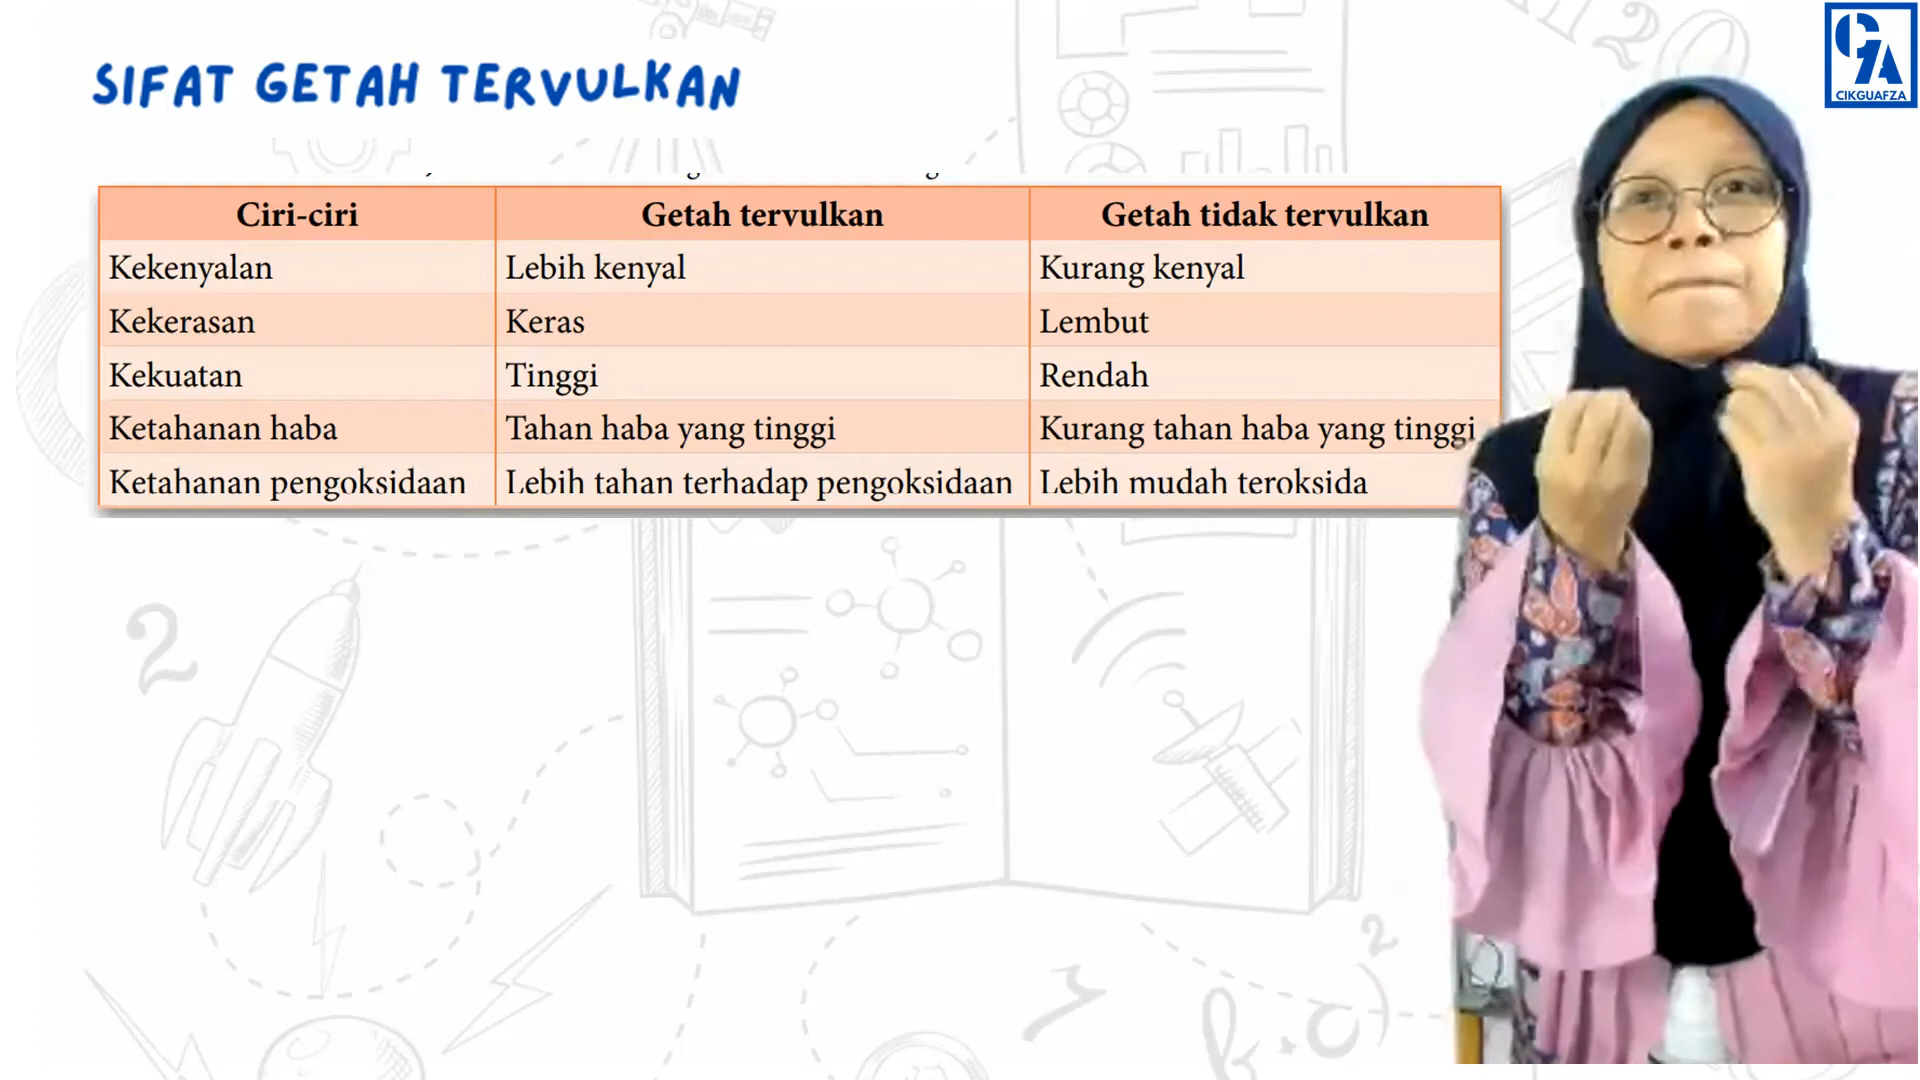 SIFAT GETAH TERVULKAN
CIKGUAFZA
Ciri-ciri Getah tervulkan Getah tidak tervulkan
Kekenyalan Lebih kenyal Kurang kenyal
Kekerasan Keras Lembut
Kekuatan Tinggi Rendah
Ketahanan haba Tahan haba yang tinggi Kurang tahan haba yang tinggi
Ketahanan pengoksidaan Lebih tahan terhadap pengoksidaan Lebih mudah teroksida
2
2